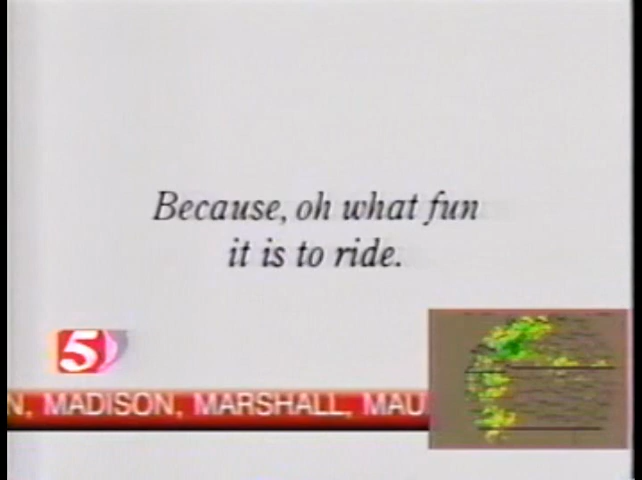 Because, oh what fun
it is to ride.
5
N, MADISON, MARSHALL, MAU